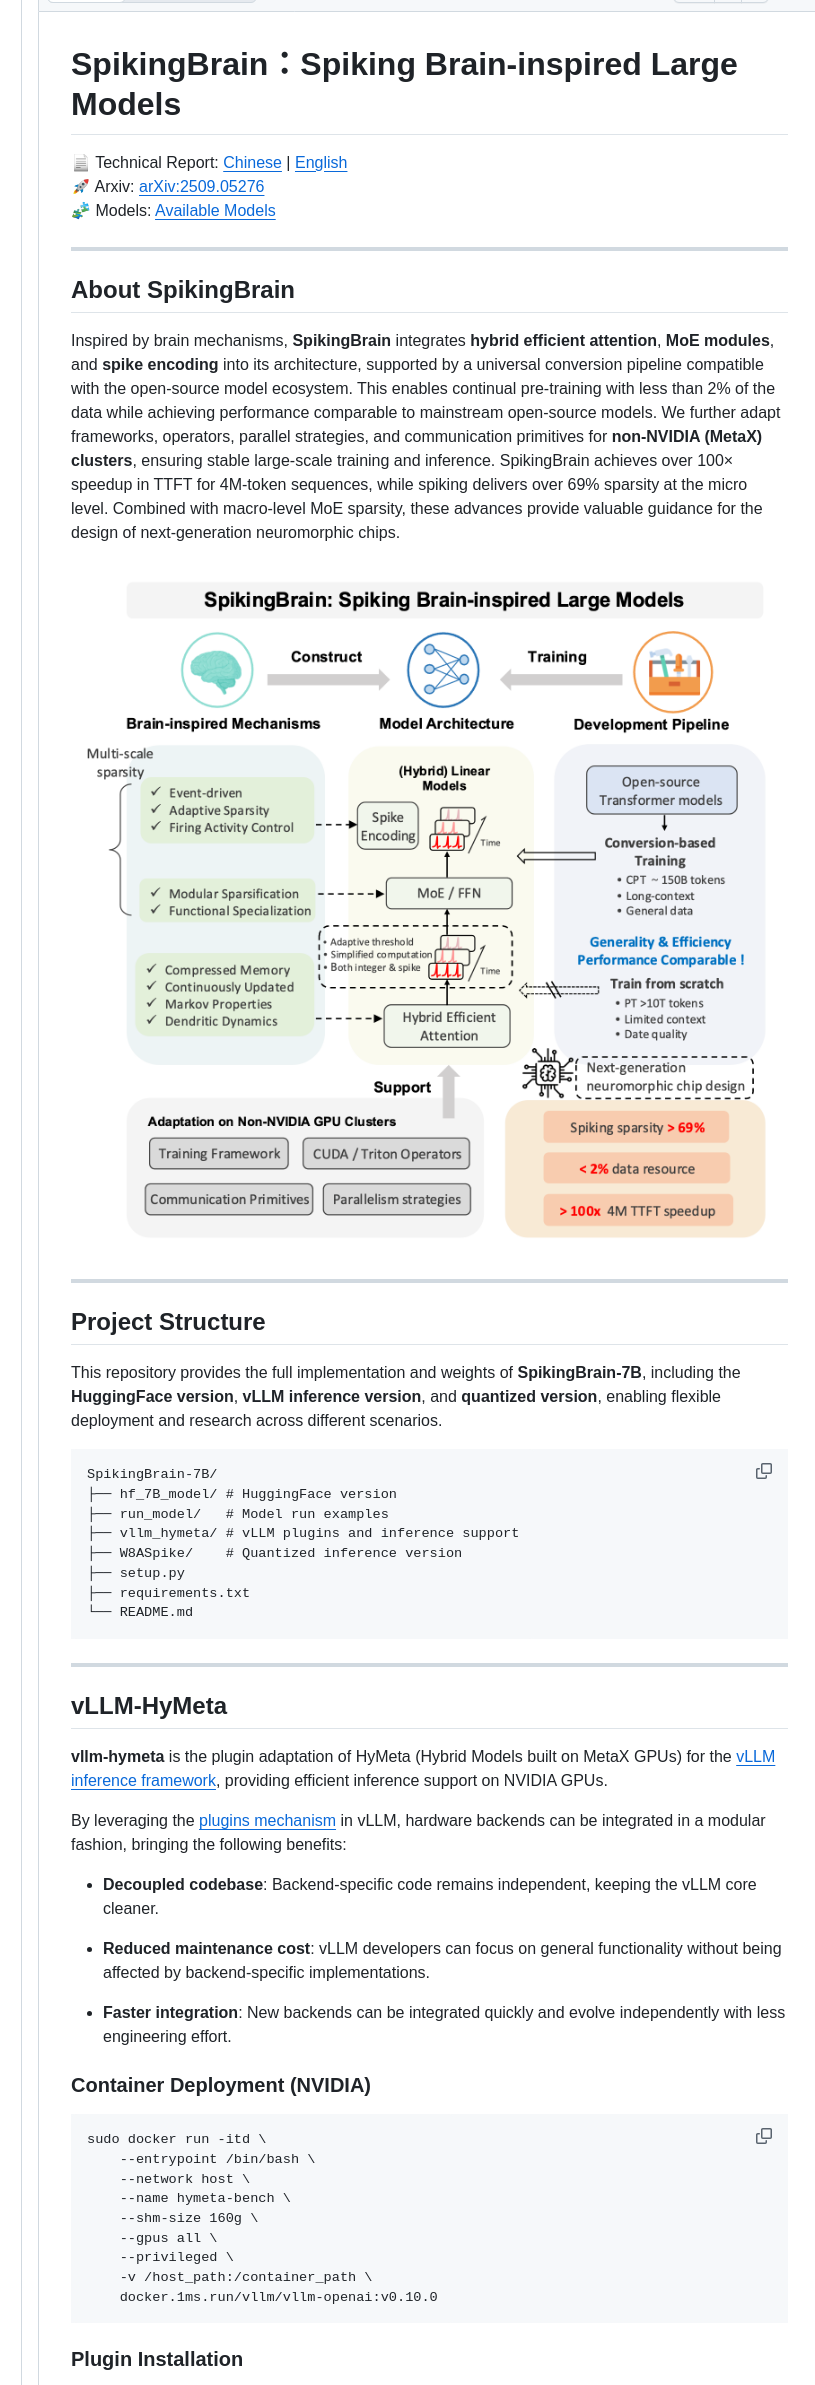 SpikingBrain：Spiking Brain-inspired Large
Models
Technical Report: Chinese | English
Arxiv: arXiv:2509.05276
Models: Available Models
About SpikingBrain
Inspired by brain mechanisms, SpikingBrain integrates hybrid efficient attention, MoE modules,
and spike encoding into its architecture, supported by a universal conversion pipeline compatible
with the open-source model ecosystem. This enables continual pre-training with less than 2% of the
data while achieving performance comparable to mainstream open-source models. We further adapt
frameworks, operators, parallel strategies, and communication primitives for non-NVIDIA (MetaX)
clusters, ensuring stable large-scale training and inference. SpikingBrain achieves over 100×
speedup in TTFT for 4M-token sequences, while spiking delivers over 69% sparsity at the micro
level. Combined with macro-level MoE sparsity, these advances provide valuable guidance for the
design of next-generation neuromorphic chips.
SpikingBrain: Spiking Brain-inspired Large Models
Construct
Training
Brain-inspired Mechanisms
Model Architecture
Development Pipeline
Multi-scale
sparsity
✓ Event-driven
✓ Adaptive Sparsity
✓ Firing Activity Control
✓ Modular Sparsification
✓ Functional Specialization
✓ Compressed Memory
✓ Continuously Updated
✓ Markov Properties
✓ Dendritic Dynamics
(Hybrid) Linear
Models
Spike
Encoding
Time
MoE / FFN
• Adaptive threshold
• Simplified computation
• Both integer & spike
Time
Hybrid Efficient
Attention
Open-source
Transformer models
Conversion-based
Training
• CPT ~150B tokens
• Long-context
• General data
Generality & Efficiency
Performance Comparable !
Train from scratch
• PT >10T tokens
• Limited context
• Date quality
Support
Next-generation
neuromorphic chip design
Adaptation on Non-NVIDIA GPU Clusters
Training Framework
CUDA / Triton Operators
Communication Primitives
Parallelism strategies
Spiking sparsity > 69%
< 2% data resource
> 100x 4M TTFT speedup
Project Structure
This repository provides the full implementation and weights of SpikingBrain-7B, including the
HuggingFace version, vLLM inference version, and quantized version, enabling flexible
deployment and research across different scenarios.
SpikingBrain-7B/
├── hf_7B_model/ # HuggingFace version
├── run_model/   # Model run examples
├── vllm_hymeta/ # vLLM plugins and inference support
├── W8ASpike/    # Quantized inference version
├── setup.py
├── requirements.txt
└── README.md
vLLM-HyMeta
vllm-hymeta is the plugin adaptation of HyMeta (Hybrid Models built on MetaX GPUs) for the vLLM
inference framework, providing efficient inference support on NVIDIA GPUs.
By leveraging the plugins mechanism in vLLM, hardware backends can be integrated in a modular
fashion, bringing the following benefits:
• Decoupled codebase: Backend-specific code remains independent, keeping the vLLM core
cleaner.
• Reduced maintenance cost: vLLM developers can focus on general functionality without being
affected by backend-specific implementations.
• Faster integration: New backends can be integrated quickly and evolve independently with less
engineering effort.
Container Deployment (NVIDIA)
sudo docker run -itd \
    --entrypoint /bin/bash \
    --network host \
    --name hymeta-bench \
    --shm-size 160g \
    --gpus all \
    --privileged \
    -v /host_path:/container_path \
    docker.1ms.run/vllm/vllm-openai:v0.10.0
Plugin Installation